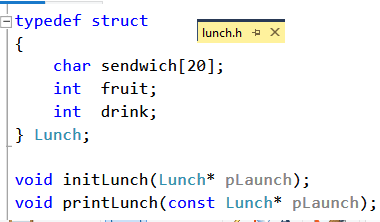 typedef struct
lunch.h
{
char sendwich[20];
int fruit;
int drink;
} Lunch;
void initLunch(Lunch* pLaunch);
void printLunch(const Lunch* pLaunch);